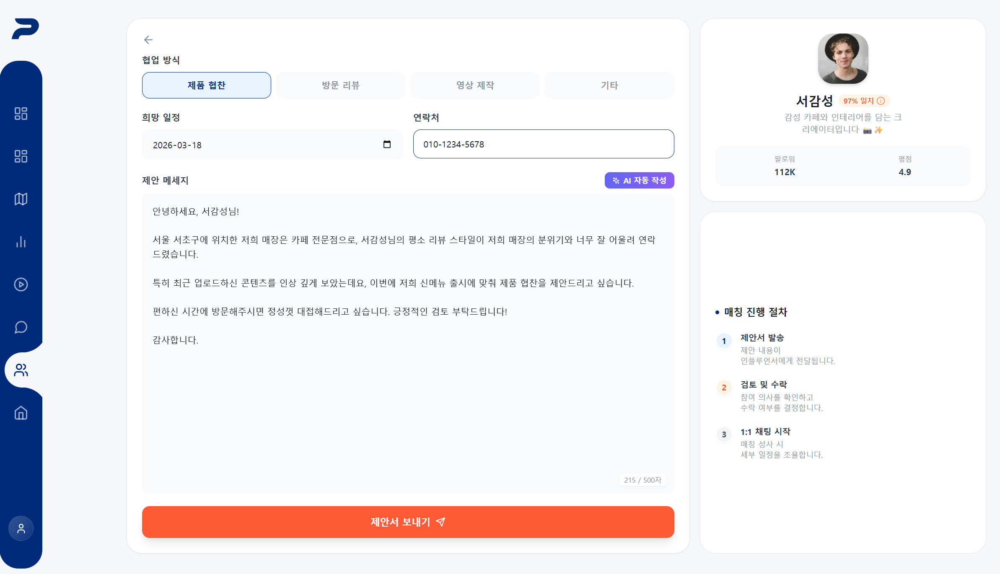 협업 방식
제품 협찬
방문 리뷰
영상 제작
기타
희망 일정
연락처
2026-03-18
010-1234-5678
제안 메세지
AI 자동 작성
안녕하세요, 서감성님!
서울 서초구에 위치한 저희 매장은 카페 전문점으로, 서감성님의 평소 리뷰 스타일이 저희 매장의 분위기와 너무 잘 어울려 연락
드렸습니다.
특히 최근 업로드하신 콘텐츠를 인상 깊게 보았는데요, 이번에 저희 신메뉴 출시에 맞춰 제품 협찬을 제안드리고 싶습니다.
편하신 시간에 방문해주시면 정성껏 대접해드리고 싶습니다. 긍정적인 검토 부탁드립니다!
감사합니다.
215 / 500자
제안서 보내기
서감성
97% 일치
감성 카페와 인테리어를 담는 크
리에이터입니다 📷 ✨
팔로워
평점
112K
4.9
매칭 진행 절차
1
제안서 발송
제안 내용이
인플루언서에게 전달됩니다.
2
검토 및 수락
참여 의사를 확인하고
수락 여부를 결정합니다.
3
1:1 채팅 시작
매칭 성사 시
세부 일정을 조율합니다.